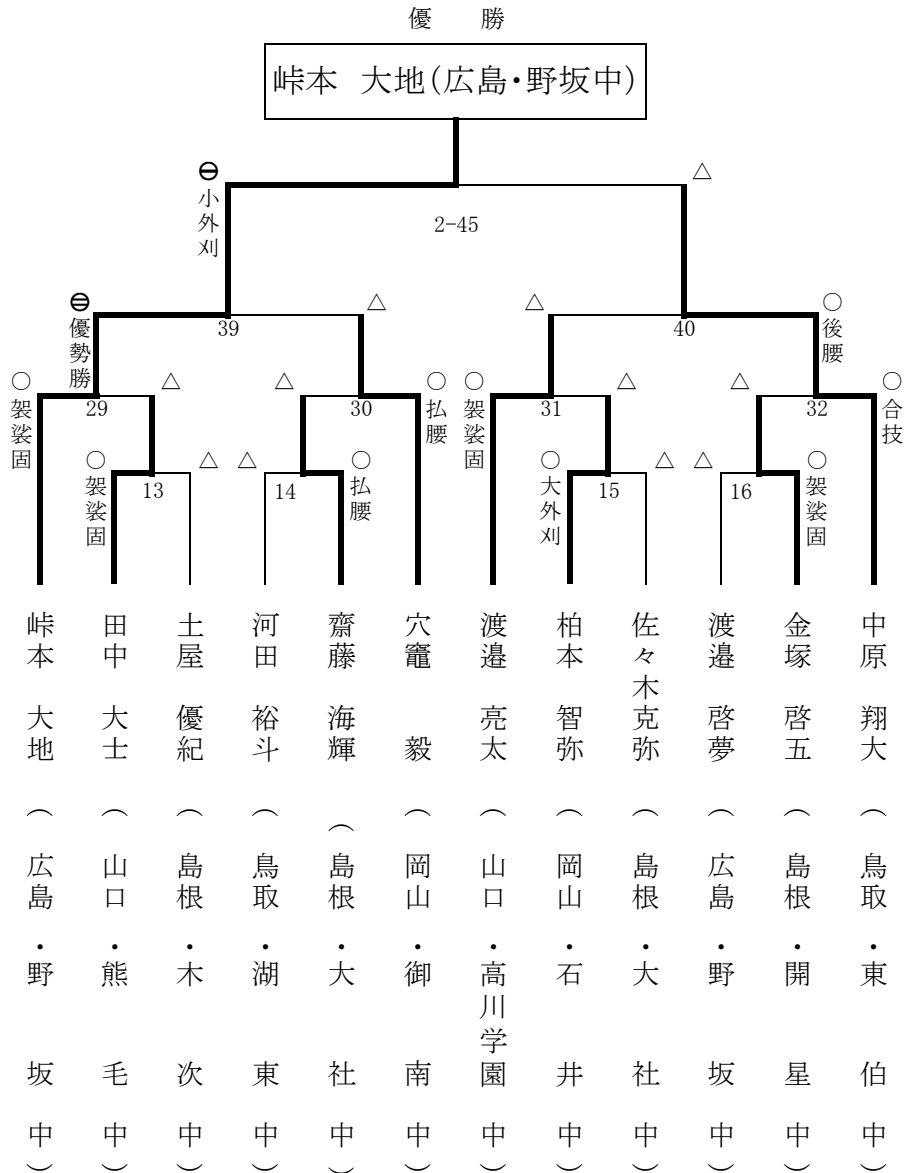 優　勝
峠本　大地（広島・野坂中）
⊖ 小外刈
△
2-45
⊖ 優勢勝
△
△
○ 後腰
39
40
○ 袈裟固
△
△
○ 払腰
○ 袈裟固
△
△
○ 合技
29
30
31
32
○ 袈裟固
△
△
○ 払腰
○ 大外刈
△
△
○ 袈裟固
13
14
15
16
峠本　大地（広島・野坂中）
田中　大士（山口・熊毛中）
土屋　優紀（島根・木次中）
河田　裕斗（鳥取・湖東中）
齋藤　海輝（島根・大社中）
穴竈　毅（岡山・御南中）
渡邉　亮太（山口・高川学園中）
柏本　智弥（岡山・石井中）
佐々木克弥（島根・大社中）
渡邉　啓夢（広島・野坂中）
金塚　啓五（島根・開星中）
中原　翔大（鳥取・東伯中）